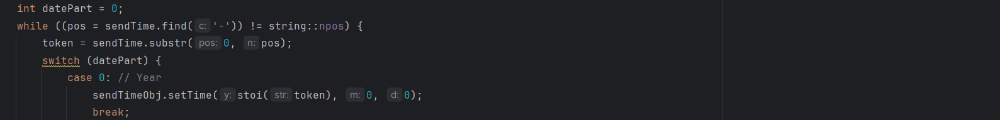 int datePart = 0;
while ((pos = sendTime.find( c: '-')) != string::npos) {
token = sendTime.substr( pos: 0, n: pos);
switch (datePart) {
case 0: // Year
sendTimeObj.setTime( y: stoi( str: token), m: 0, d: 0);
break;